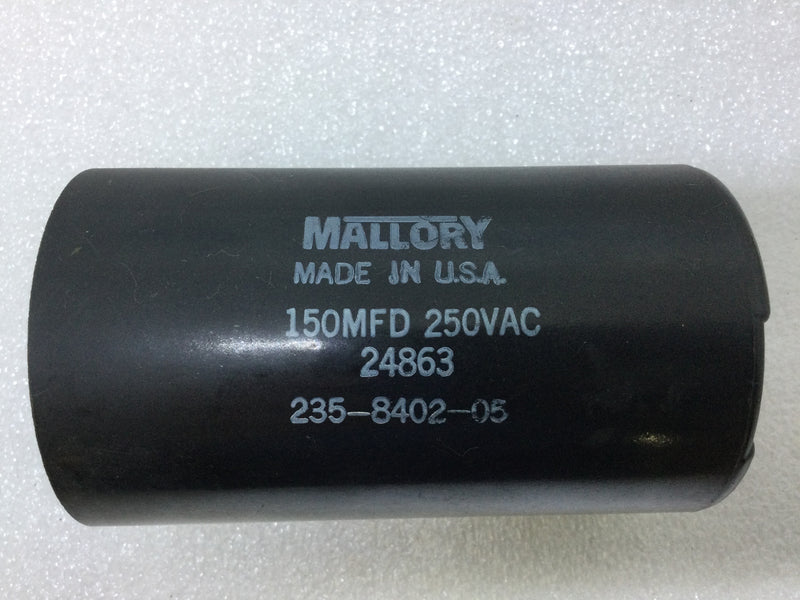 MALLORY
MADE IN U.S.A.
150MFD 250VAC
24863
235-8402-05